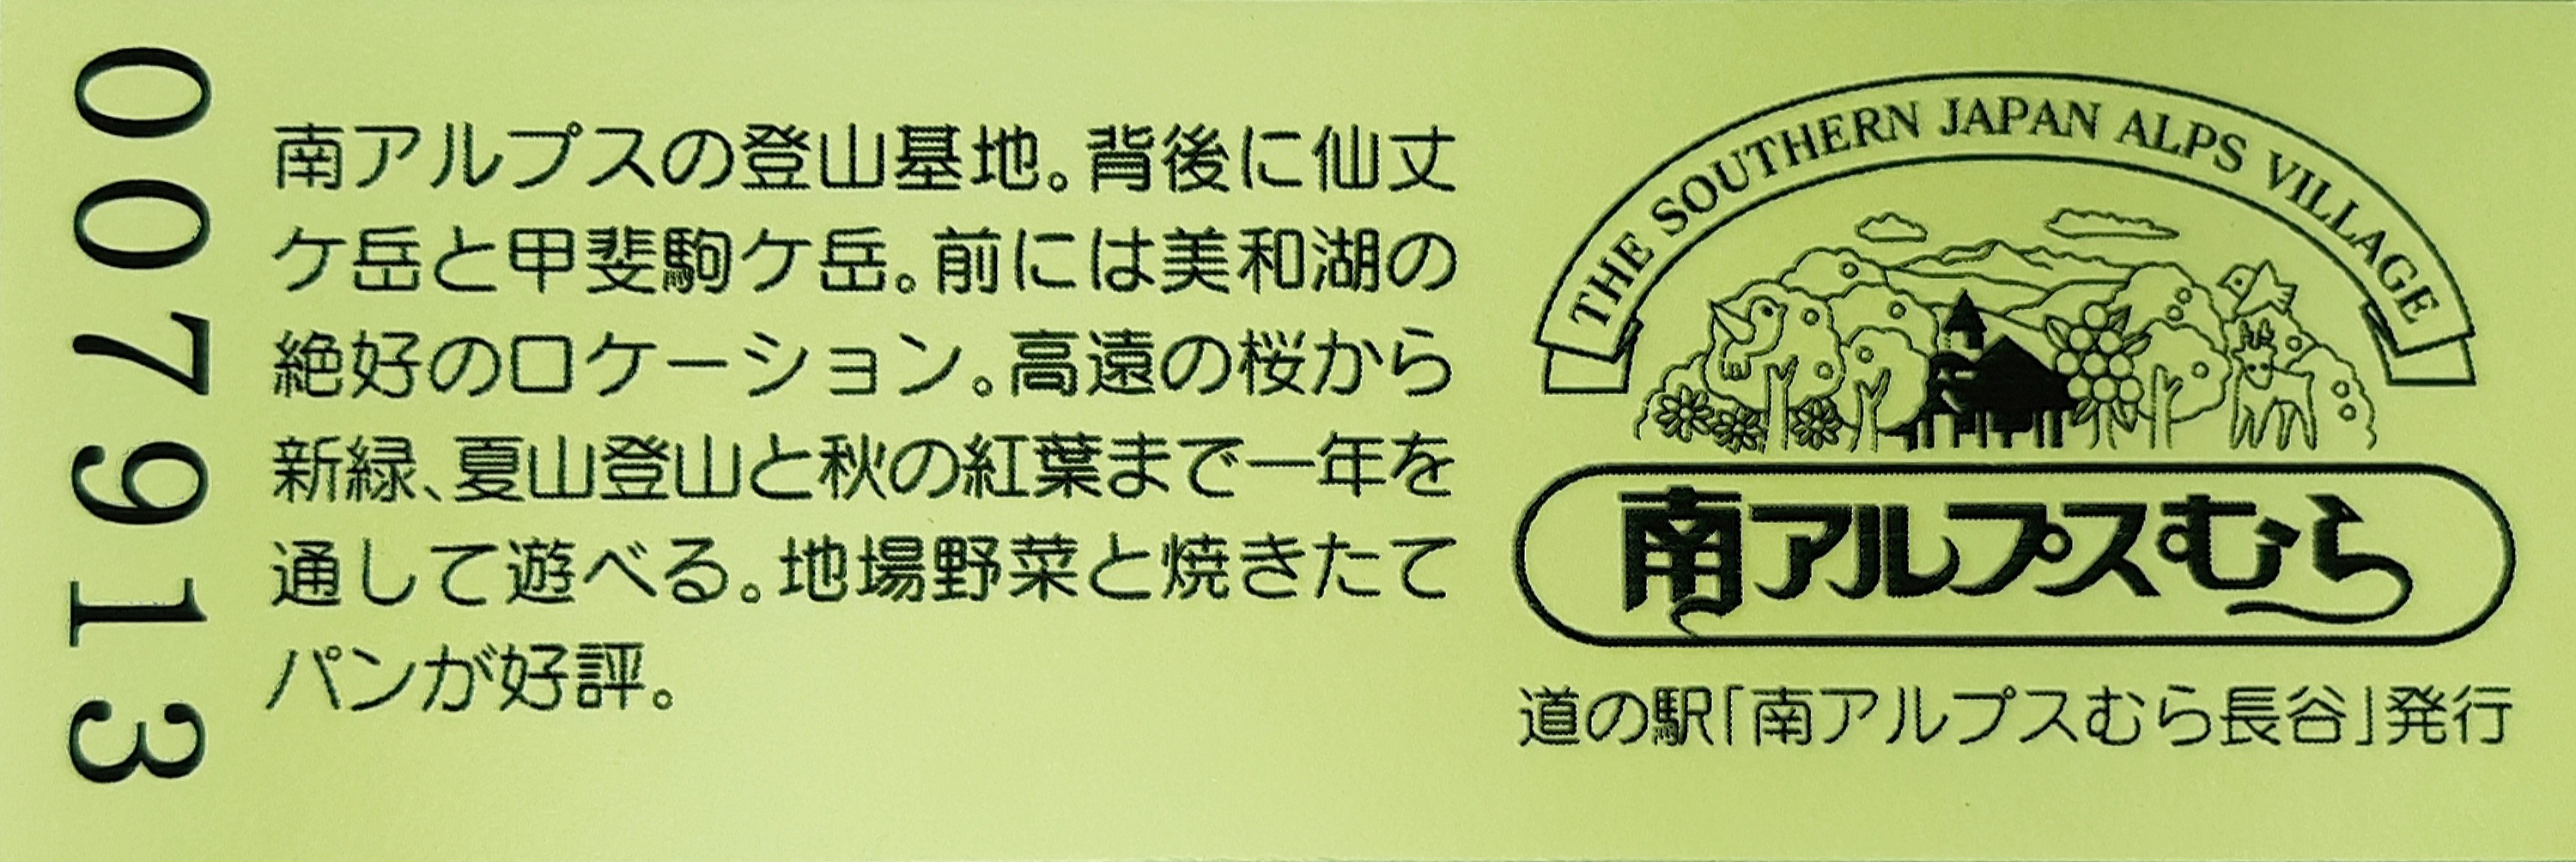 007913
南アルプスの登山基地。背後に仙丈
ケ岳と甲斐駒ケ岳。前には美和湖の
絶好のロケーション。高遠の桜から
新緑、夏山登山と秋の紅葉まで一年を
通して遊べる。地場野菜と焼きたて
パンが好評。
THE SOUTHERN JAPAN ALPS VILLAGE
南アルプスむら
道の駅「南アルプスむら長谷」発行